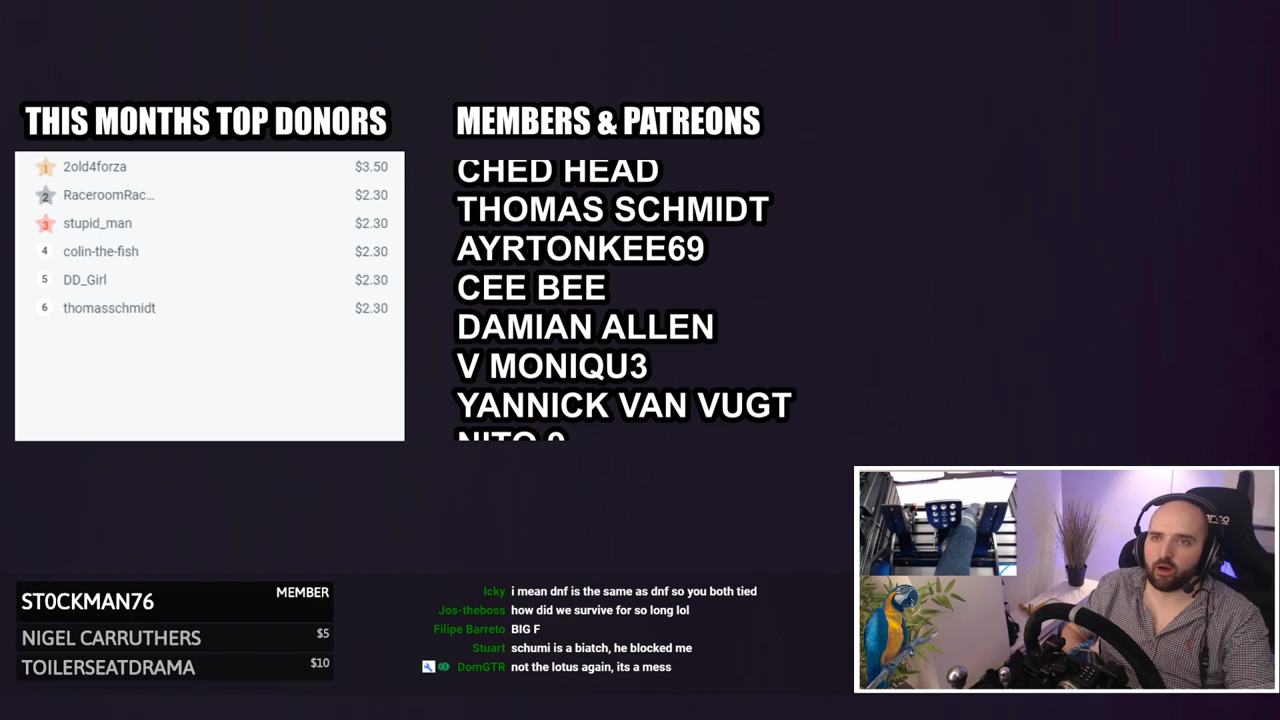 THIS MONTHS TOP DONORS
1 2old4forza $3.50
2 RaceroomRac... $2.30
3 stupid_man $2.30
4 colin-the-fish $2.30
5 DD_Girl $2.30
6 thomasschmidt $2.30
MEMBERS & PATREONS
CHED HEAD
THOMAS SCHMIDT
AYRTONKEE69
CEE BEE
DAMIAN ALLEN
V MONIQU3
YANNICK VAN VUGT
ST0CKMAN76 MEMBER
NIGEL CARRUTHERS $5
TOILERSEATDRAMA $10
Icky i mean dnf is the same as dnf so you both tied
Jos-theboss how did we survive for so long lol
Filipe Barreto BIG F
Stuart schumi is a biatch, he blocked me
DomGTR not the lotus again, its a mess